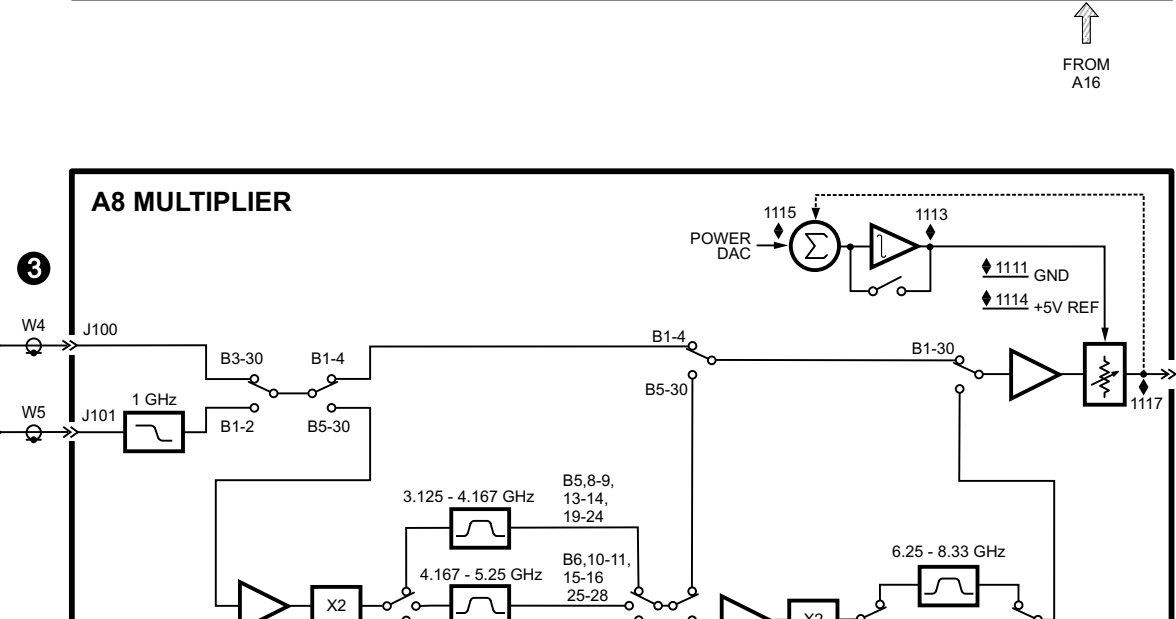 FROM
A16
A8 MULTIPLIER
1115
1113
POWER
DAC
Σ
1111 GND
1114 +5V REF
3
W4
J100
B3-30
B1-4
B1-4
B1-30
B5-30
1117
W5
J101
1 GHz
B1-2
B5-30
3.125 - 4.167 GHz
B5,8-9,
13-14,
19-24
4.167 - 5.25 GHz
B6,10-11,
15-16
25-28
6.25 - 8.33 GHz
X2
X2